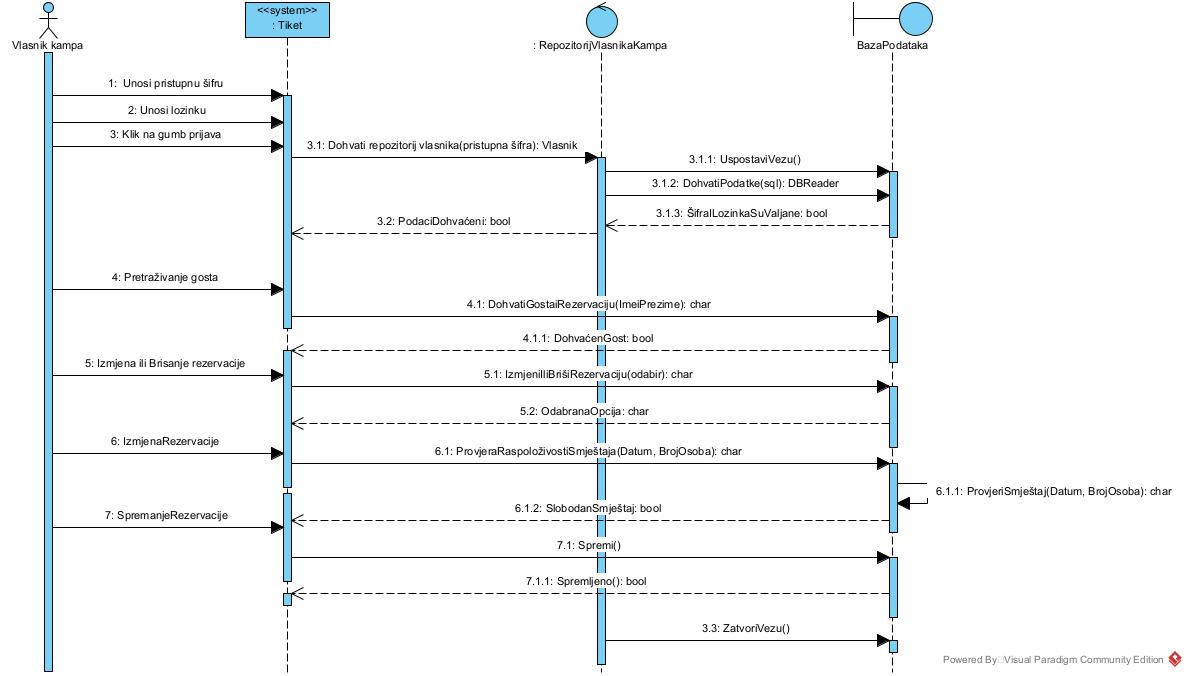 <<system>>
: Tiket
Vlasnik kampa
: RepozitorijVlasnikaKampa
BazaPodataka
1: Unosi pristupnu šifru
2: Unosi lozinku
3: Klik na gumb prijava
3.1: Dohvati repozitorij vlasnika(pristupna šifra): Vlasnik
3.1.1: UspostaviVezu()
3.1.2: DohvatiPodatke(sql): DBReader
3.1.3: ŠifraILozinkaSuValjane: bool
3.2: PodaciDohvaćeni: bool
4: Pretraživanje gosta
4.1: DohvatiGostaiRezervaciju(ImeiPrezime): char
4.1.1: DohvaćenGost: bool
5: Izmjena ili Brisanje rezervacije
5.1: IzmjeniIliBrišiRezervaciju(odabir): char
5.2: OdabranaOpcija: char
6: IzmjenaRezervacije
6.1: ProvjeraRaspoloživostiSmještaja(Datum, BrojOsoba): char
6.1.1: ProvjeriSmještaj(Datum, BrojOsoba): char
6.1.2: SlobodanSmještaj: bool
7: SpremanjeRezervacije
7.1: Spremi()
7.1.1: Spremljeno(): bool
3.3: ZatvoriVezu()
Powered By Visual Paradigm Community Edition